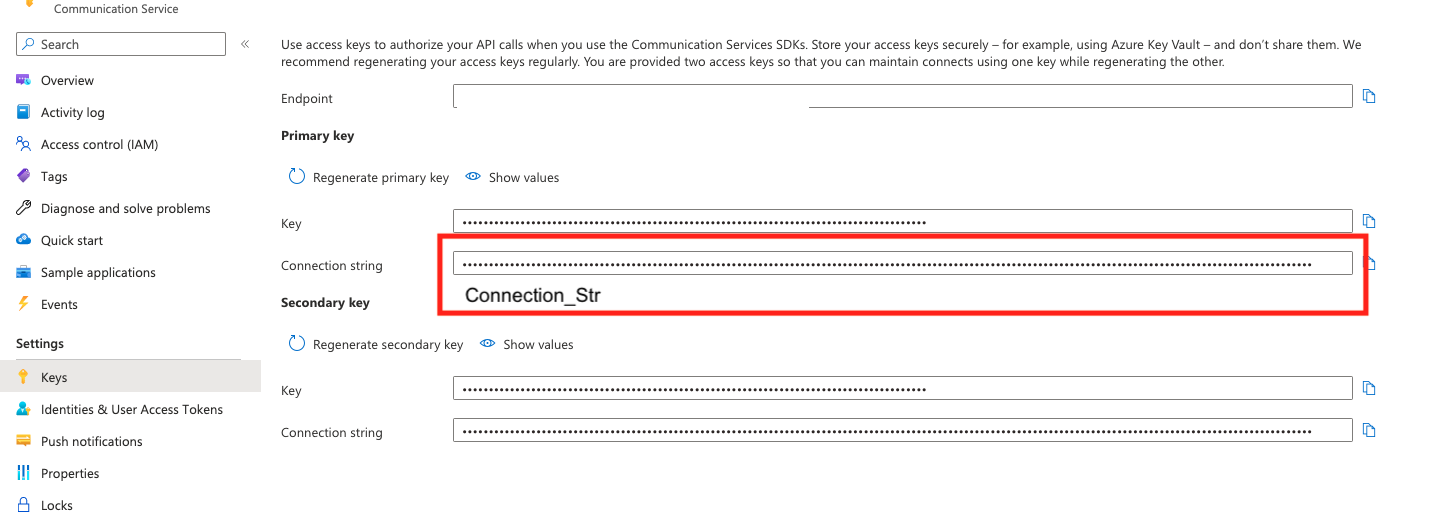 Communication Service
Search «
Overview
Activity log
Access control (IAM)
Tags
Diagnose and solve problems
Quick start
Sample applications
Events
Settings
Keys
Identities & User Access Tokens
Push notifications
Properties
Locks
Use access keys to authorize your API calls when you use the Communication Services SDKs. Store your access keys securely – for example, using Azure Key Vault – and don’t share them. We
recommend regenerating your access keys regularly. You are provided two access keys so that you can maintain connects using one key while regenerating the other.
Endpoint
Primary key
Regenerate primary key Show values
Key
Connection string
Connection_Str
Secondary key
Regenerate secondary key Show values
Key
Connection string